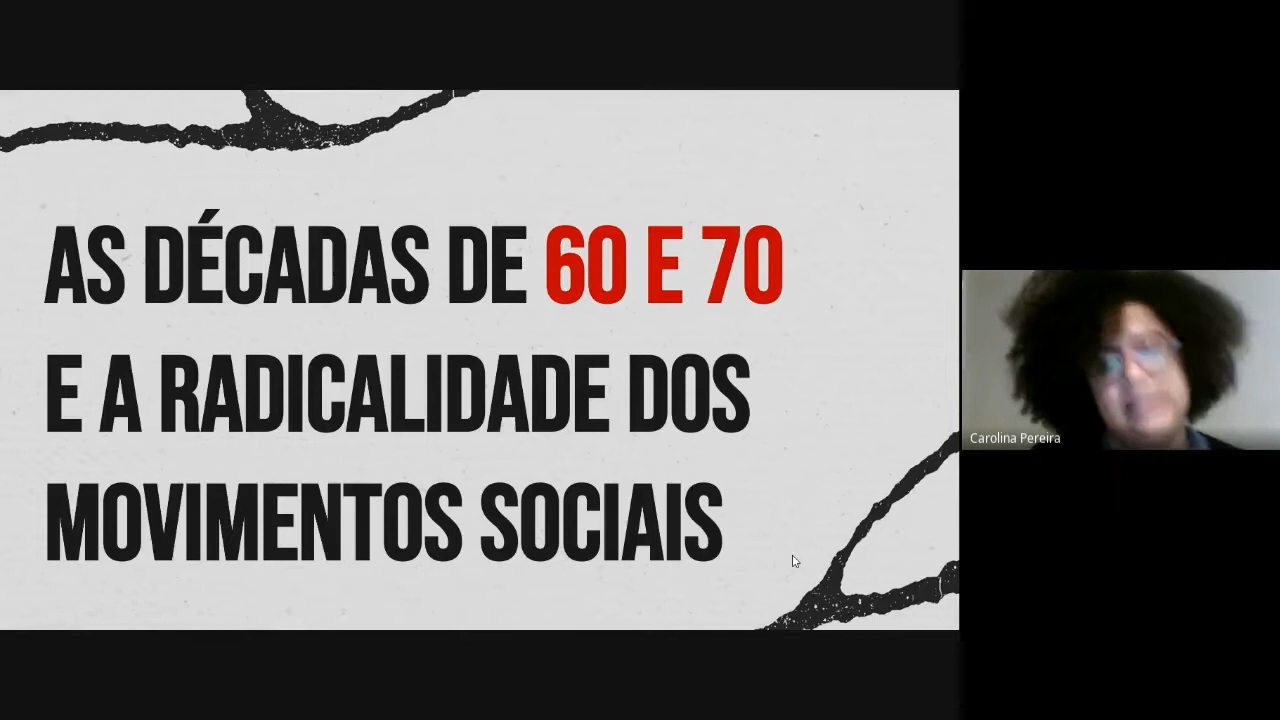 AS DÉCADAS DE 60 E 70
E A RADICALIDADE DOS
MOVIMENTOS SOCIAIS
Carolina Pereira